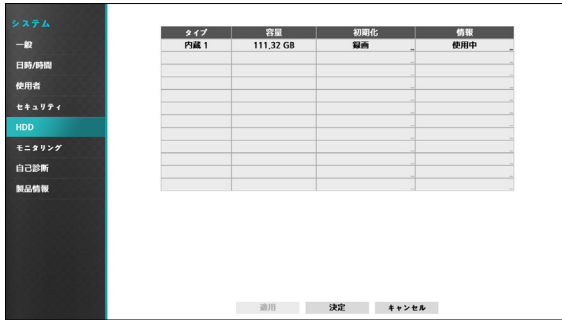 システム
一般
日時/時間
使用者
セキュリティ
HDD
モニタリング
自己診断
製品情報
タイプ 容量 初期化 情報
内蔵 1 111,32 GB 録画 ... 使用中 ...
適用 決定 キャンセル